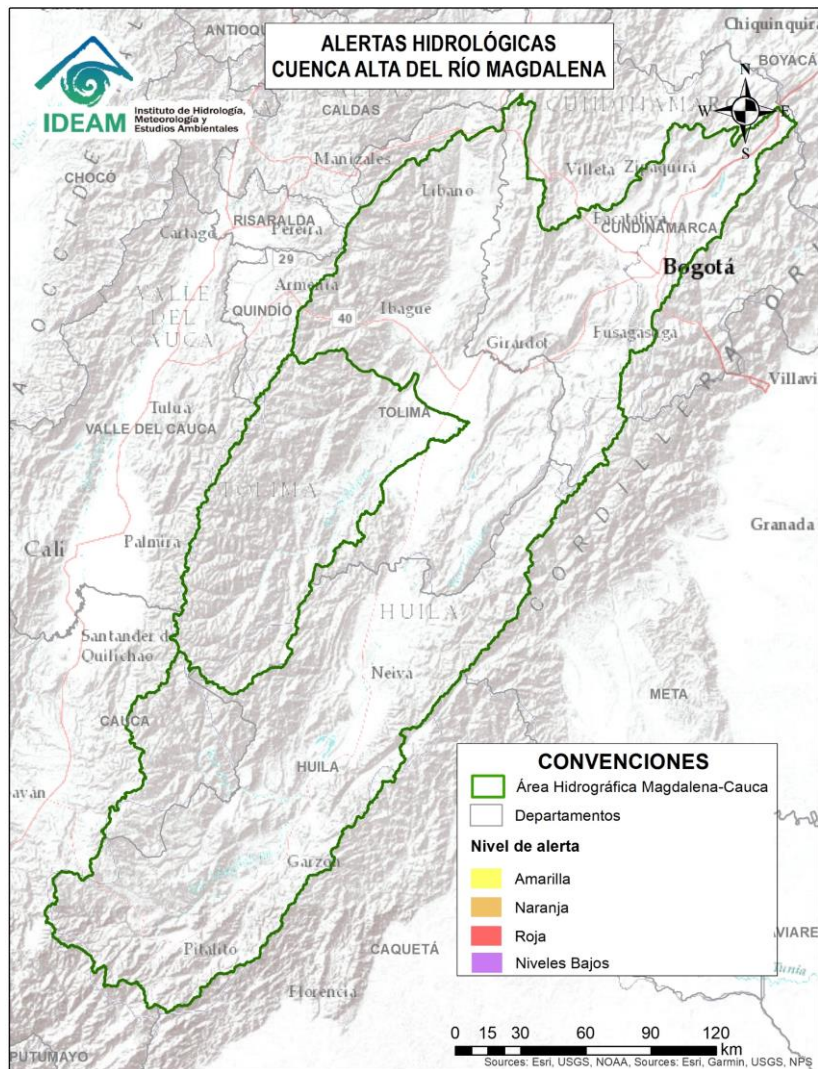 ALERTAS HIDROLÓGICAS
CUENCA ALTA DEL RÍO MAGDALENA
IDEAM
Instituto de Hidrología,
Meteorología y
Estudios Ambientales
ANTIOQU
Chiquinquirá
BOYACÁ
N
W
E
S
CALDAS
CHOCÓ
Manizales
Líbano
Villeta
Zipaquirá
RISARALDA
Pereira
Cartago
Facatativá
CUNDINAMARCA
Bogotá
29
Armenia
QUINDÍO
VALLE
DEL
CAUCA
40
Ibagué
Girardot
Fusagasugá
Villavi
Tuluá
VALLE DEL CAUCA
TOLIMA
TOLIMA
CORDILLERA ORI
Palmira
Cali
Granada
HUILA
Santander de
Quilichao
Neiva
META
CAUCA
HUILA
ayán
Garzón
Pitalito
CAQUETÁ
Florencia
PUTUMAYO
VIARE
Tunía
CONVENCIONES
Área Hidrográfica Magdalena-Cauca
Departamentos
Nivel de alerta
Amarilla
Naranja
Roja
Niveles Bajos
0 15 30 60 90 120
km
Sources: Esri, USGS, NOAA, Sources: Esri, Garmin, USGS, NPS